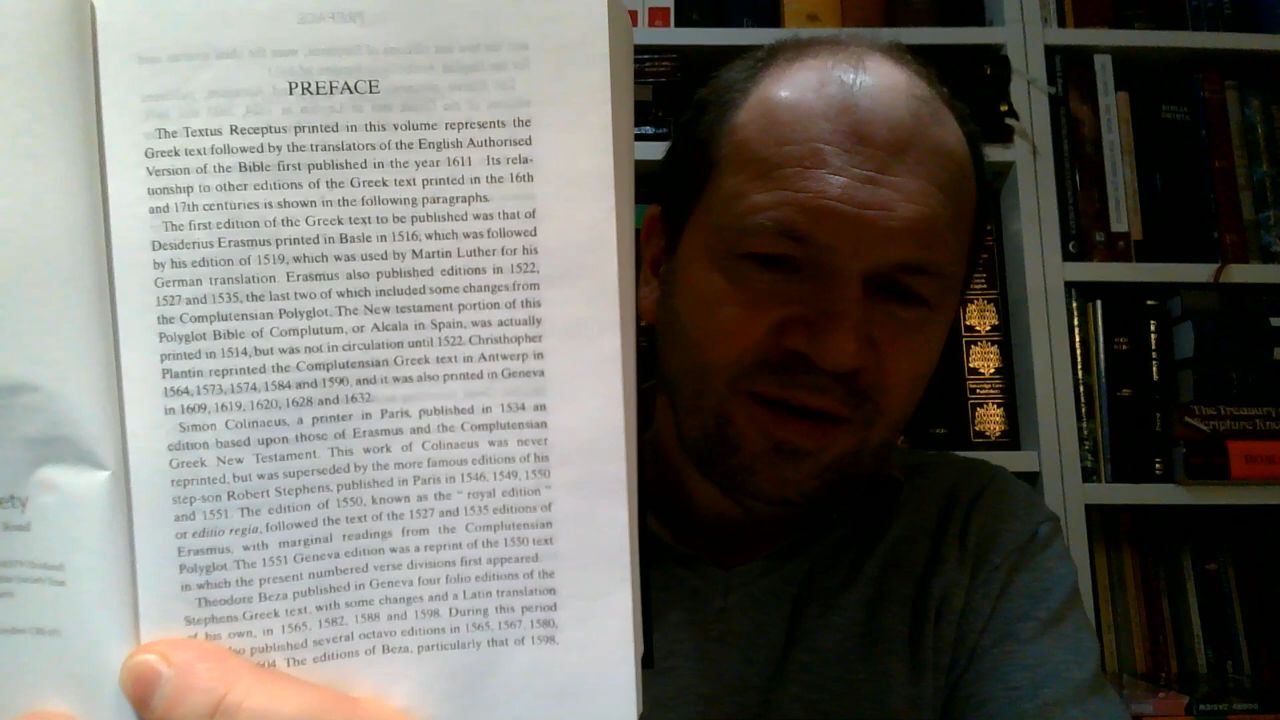 PREFACE
The Textus Receptus printed in this volume represents the
Greek text followed by the translators of the English Authorised
Version of the Bible first published in the year 1611 Its rela-
tionship to other editions of the Greek text printed in the 16th
and 17th centuries is shown in the following paragraphs.
The first edition of the Greek text to be published was that of
Desiderius Erasmus printed in Basle in 1516, which was followed
by his edition of 1519, which was used by Martin Luther for his
German translation. Erasmus also published editions in 1522,
1527 and 1535, the last two of which included some changes from
the Complutensian Polyglot. The New testament portion of this
Polyglot Bible of Complutum, or Alcala in Spain, was actually
printed in 1514, but was not in circulation until 1522. Christhopher
Plantin reprinted the Complutensian Greek text in Antwerp in
1564, 1573, 1574, 1584 and 1590, and it was also printed in Geneva
in 1609, 1619, 1620, 1628 and 1632.
Simon Colinaeus, a printer in Paris, published in 1534 an
edition based upon those of Erasmus and the Complutensian
Greek New Testament. This work of Colinaeus was never
reprinted, but was superseded by the more famous editions of his
step-son Robert Stephens, published in Paris in 1546, 1549, 1550
and 1551. The edition of 1550, known as the “ royal edition ”
or editio regia, followed the text of the 1527 and 1535 editions of
Erasmus, with marginal readings from the Complutensian
Polyglot. The 1551 Geneva edition was a reprint of the 1550 text
in which the present numbered verse divisions first appeared.
Theodore Beza published in Geneva four folio editions of the
Stephens Greek text, with some changes and a Latin translation
his own, in 1565, 1582, 1588 and 1598. During this period
published several octavo editions in 1565, 1567, 1580,
The editions of Beza, particularly that of 1598,
ety
Road
The Treasury
Scripture Kno